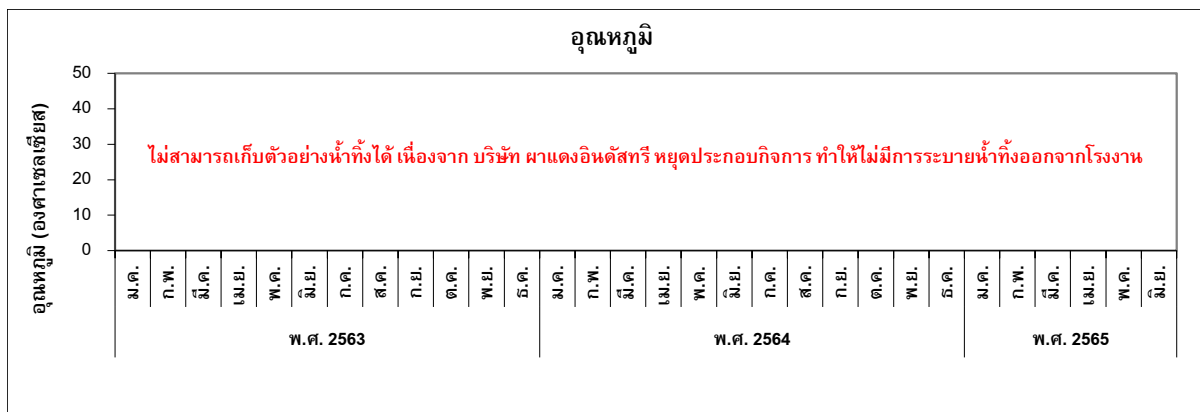 อุณหภูมิ
อุณหภูมิ (องศาเซลเซียส)
50
40
30
20
10
0
ไม่สามารถเก็บตัวอย่างน้ำทิ้งได้ เนื่องจาก บริษัท ผาแดงอินดัสทรี หยุดประกอบกิจการ ทำให้ไม่มีการระบายน้ำทิ้งออกจากโรงงาน
ม.ค. ก.พ. มี.ค. เม.ย. พ.ค. มิ.ย. ก.ค. ส.ค. ก.ย. ต.ค. พ.ย. ธ.ค. ม.ค. ก.พ. มี.ค. เม.ย. พ.ค. มิ.ย. ก.ค. ส.ค. ก.ย. ต.ค. พ.ย. ธ.ค. ม.ค. ก.พ. มี.ค. เม.ย. พ.ค. มิ.ย.
พ.ศ. 2563 พ.ศ. 2564 พ.ศ. 2565